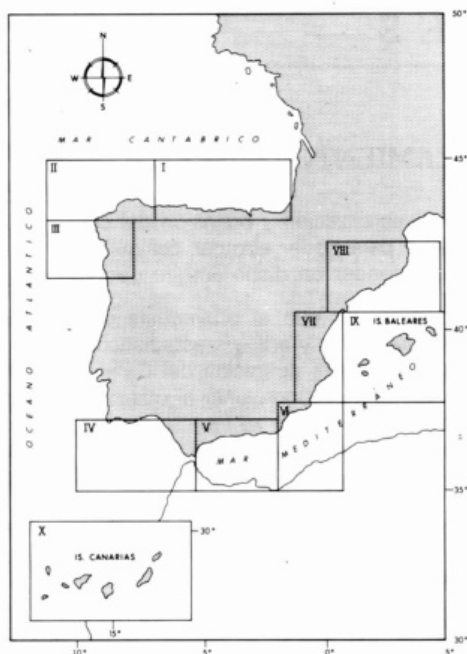 50°
N
W E
S
MAR CANTABRICO
45°
II I
III
OCEANO ATLANTICO
VIII
VII
IX IS. BALEARES
40°
MAR MEDITERRÁNEO
VI
IV V
35°
X
30°
IS. CANARIAS
15°
30°
10° 5° 0° 5°